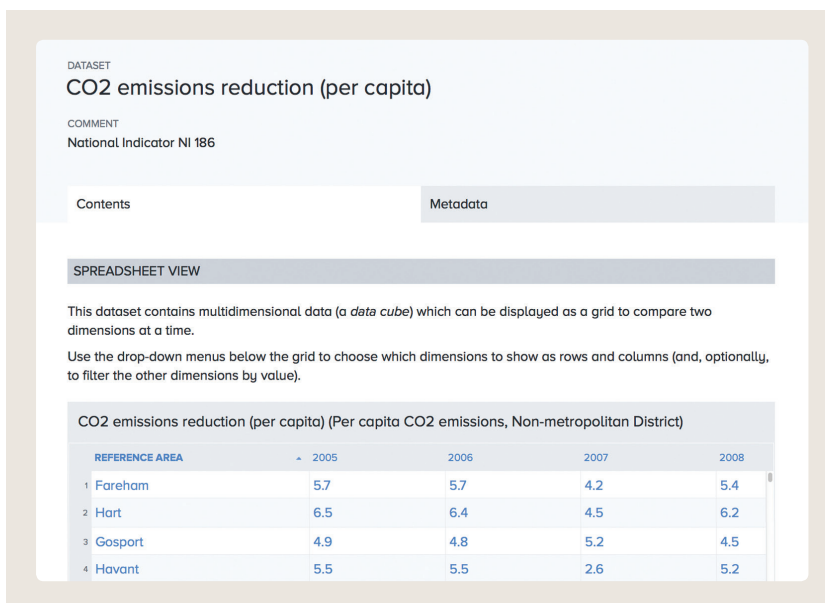 DATASET
CO2 emissions reduction (per capita)
COMMENT
National Indicator NI 186
Contents Metadata
SPREADSHEET VIEW
This dataset contains multidimensional data (a data cube) which can be displayed as a grid to compare two
dimensions at a time.
Use the drop-down menus below the grid to choose which dimensions to show as rows and columns (and, optionally,
to filter the other dimensions by value).
CO2 emissions reduction (per capita) (Per capita CO2 emissions, Non-metropolitan District)
REFERENCE AREA 2005 2006 2007 2008
1 Fareham 5.7 5.7 4.2 5.4
2 Hart 6.5 6.4 4.5 6.2
3 Gosport 4.9 4.8 5.2 4.5
4 Havant 5.5 5.5 2.6 5.2